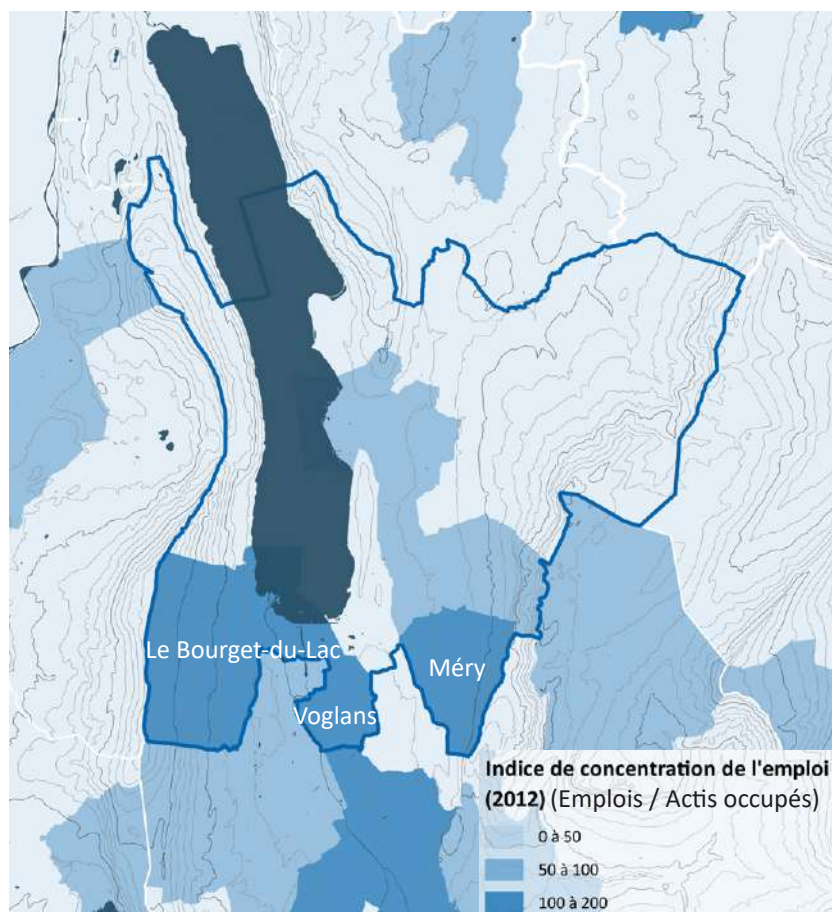 Le Bourget-du-Lac
Méry
Voglans
Indice de concentration de l'emploi
(2012) (Emplois / Actis occupés)
0 à 50
50 à 100
100 à 200